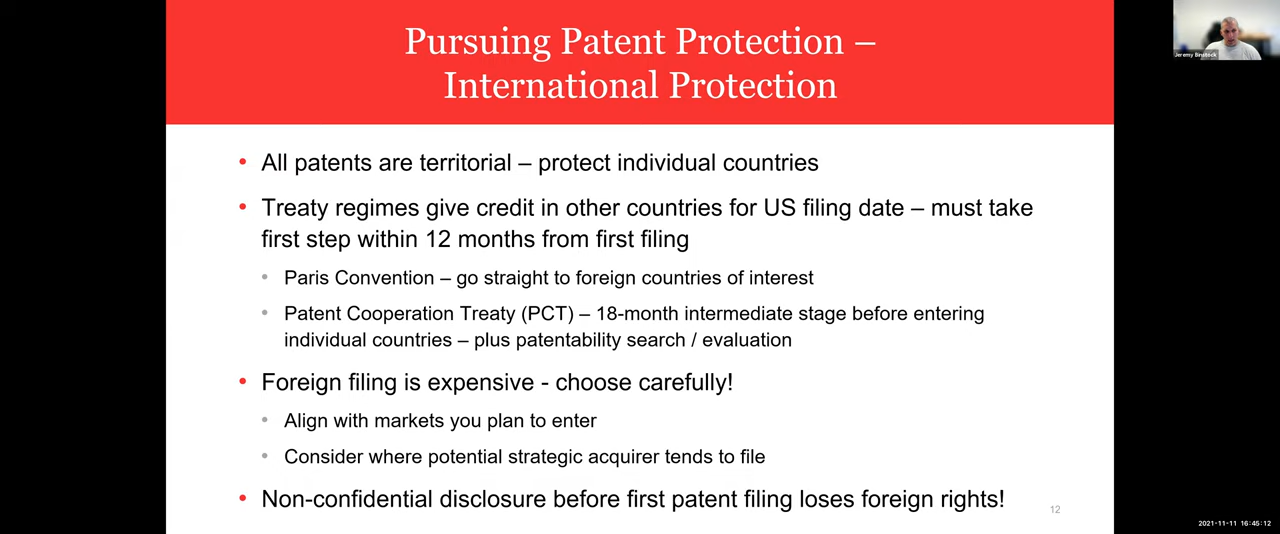 Pursuing Patent Protection –
International Protection
Jeremy Binstock
• All patents are territorial – protect individual countries
• Treaty regimes give credit in other countries for US filing date – must take
first step within 12 months from first filing
• Paris Convention – go straight to foreign countries of interest
• Patent Cooperation Treaty (PCT) – 18-month intermediate stage before entering
individual countries – plus patentability search / evaluation
• Foreign filing is expensive - choose carefully!
• Align with markets you plan to enter
• Consider where potential strategic acquirer tends to file
• Non-confidential disclosure before first patent filing loses foreign rights!
12
2021-11-11 16:45:12